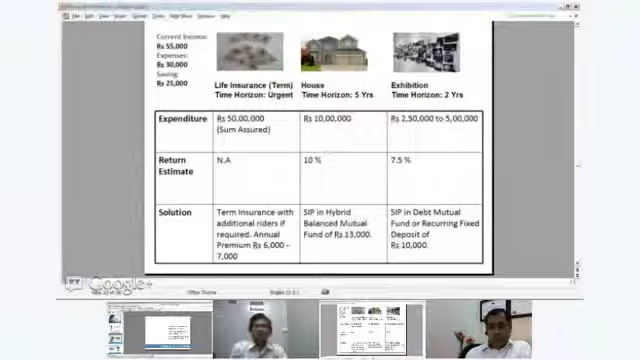 Current Income:
Rs 55,000
Expenses:
Rs 30,000
Saving:
Rs 25,000
Life Insurance (Term)
Time Horizon: Urgent
House
Time Horizon: 5 Yrs
Exhibition
Time Horizon: 2 Yrs
Expenditure
Rs 50,00,000
(Sum Assured)
Rs 10,00,000
Rs 2,50,000 to 5,00,000
Return
Estimate
N.A
10 %
7.5 %
Solution
Term Insurance with
additional riders if
required. Annual
Premium Rs 6,000 -
7,000
SIP in Hybrid
Balanced Mutual
Fund of Rs 13,000.
SIP in Debt Mutual
Fund or Recurring Fixed
Deposit of
Rs 10,000.
Google+